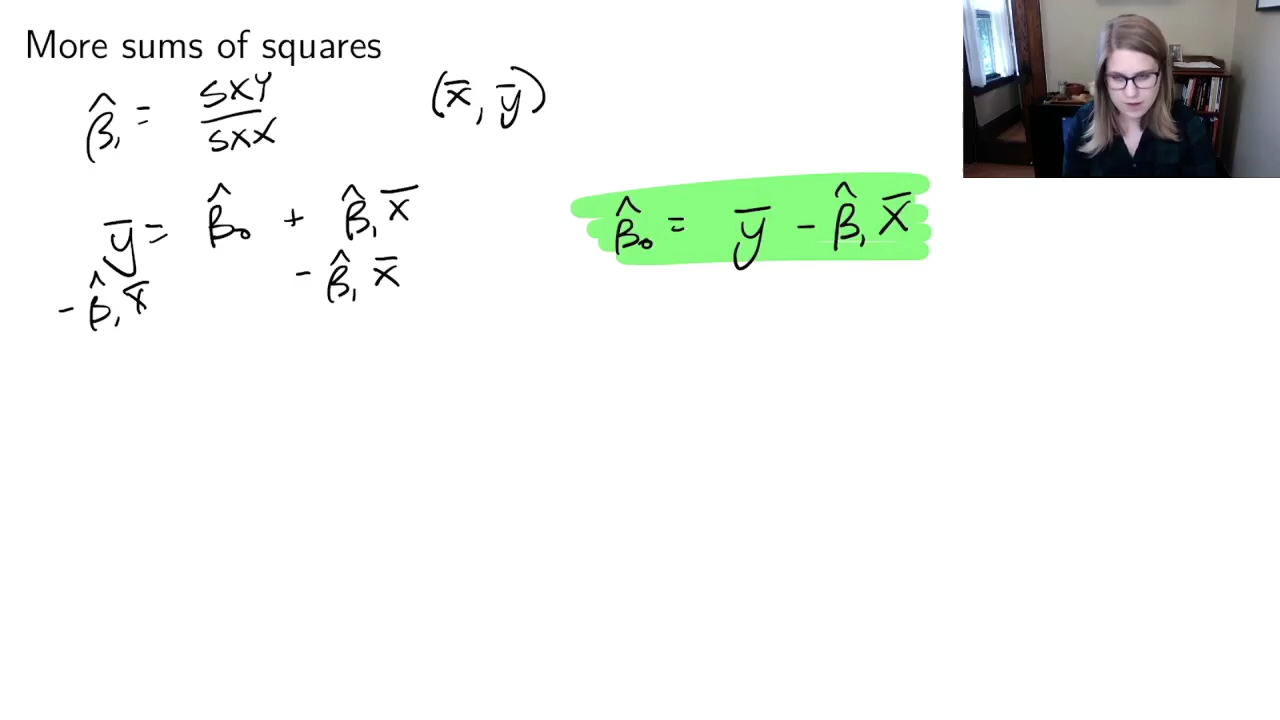 More sums of squares
β̂₁ = SXY / SXX (x̄, ȳ)
ȳ = β̂₀ + β̂₁x̄ β̂₀ = ȳ - β̂₁x̄
- β̂₁x̄ - β̂₁x̄